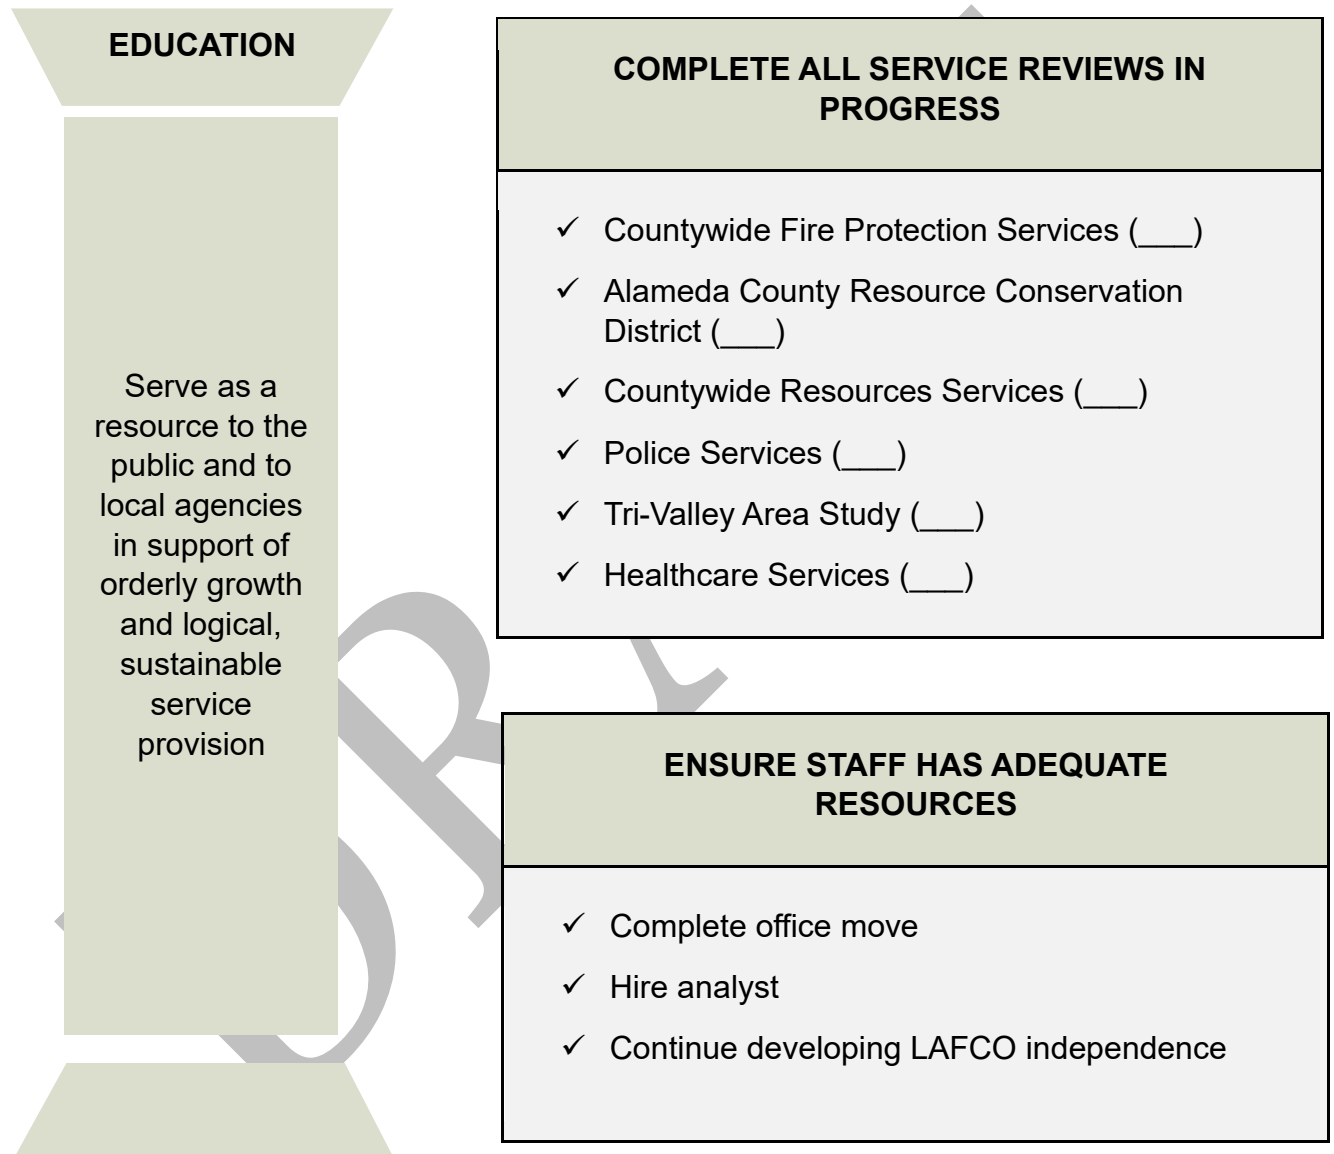 EDUCATION
Serve as a
resource to the
public and to
local agencies
in support of
orderly growth
and logical,
sustainable
service
provision
COMPLETE ALL SERVICE REVIEWS IN
PROGRESS
✓ Countywide Fire Protection Services (___)
✓ Alameda County Resource Conservation
District (___)
✓ Countywide Resources Services (___)
✓ Police Services (___)
✓ Tri-Valley Area Study (___)
✓ Healthcare Services (___)
ENSURE STAFF HAS ADEQUATE
RESOURCES
✓ Complete office move
✓ Hire analyst
✓ Continue developing LAFCO independence